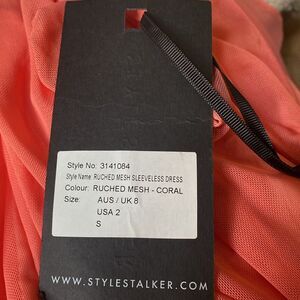 Style No: 3141084
Style Name: RUCHED MESH SLEEVELESS DRESS
Colour: RUCHED MESH - CORAL
Size: AUS / UK 8
USA 2
S
WWW.STYLESTALKER.COM